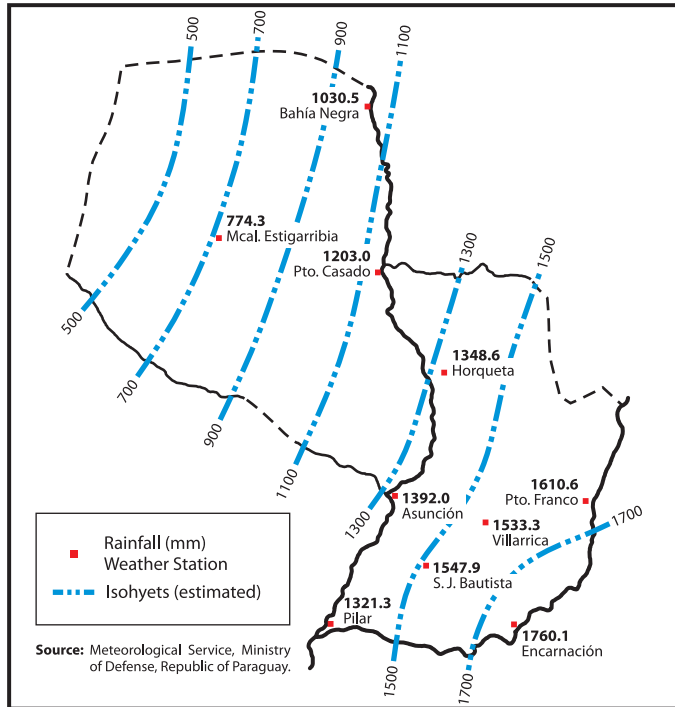 500
700
900
1100
1030.5
Bahía Negra
774.3
Mcal. Estigarribia
1203.0
Pto. Casado
1300
1500
500
700
900
1100
1300
1348.6
Horqueta
1392.0
Asunción
1610.6
Pto. Franco
1533.3
Villarrica
1700
1547.9
S. J. Bautista
1321.3
Pilar
1760.1
Encarnación
1500
1700
Rainfall (mm)
Weather Station
Isohyets (estimated)
Source: Meteorological Service, Ministry
of Defense, Republic of Paraguay.